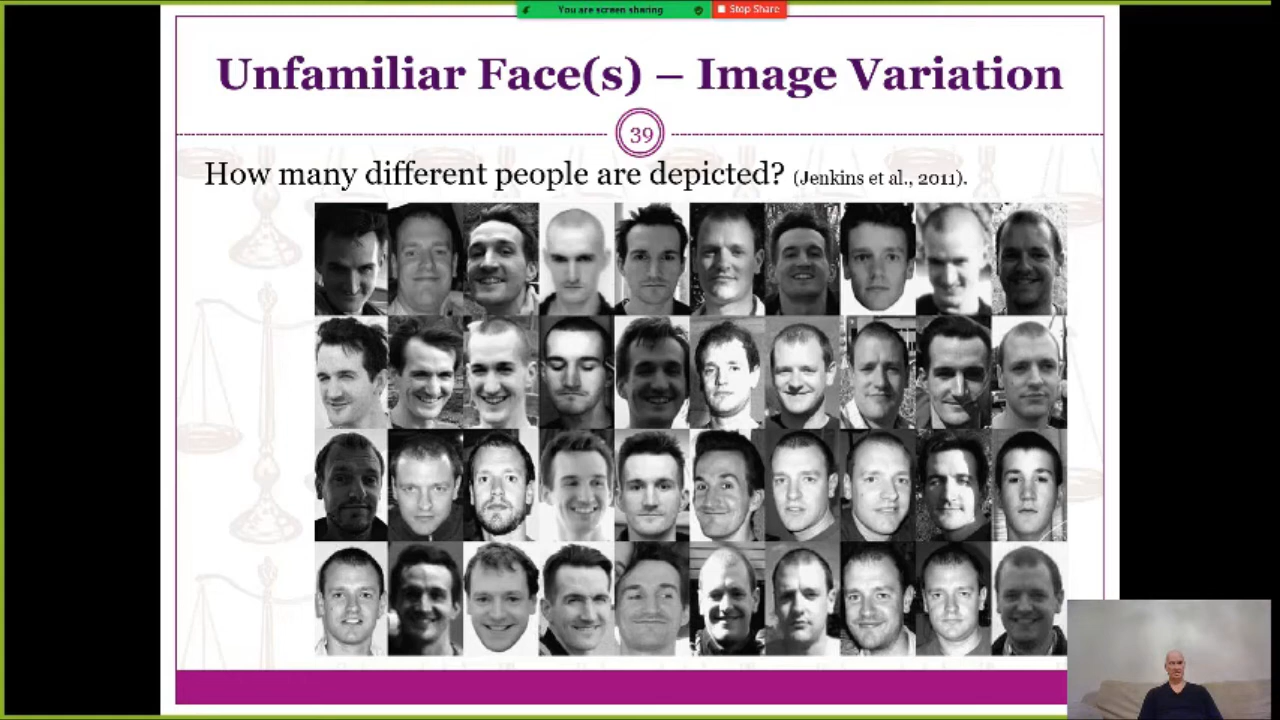 You are screen sharing
Stop Share
Unfamiliar Face(s) – Image Variation
39
How many different people are depicted? (Jenkins et al., 2011).